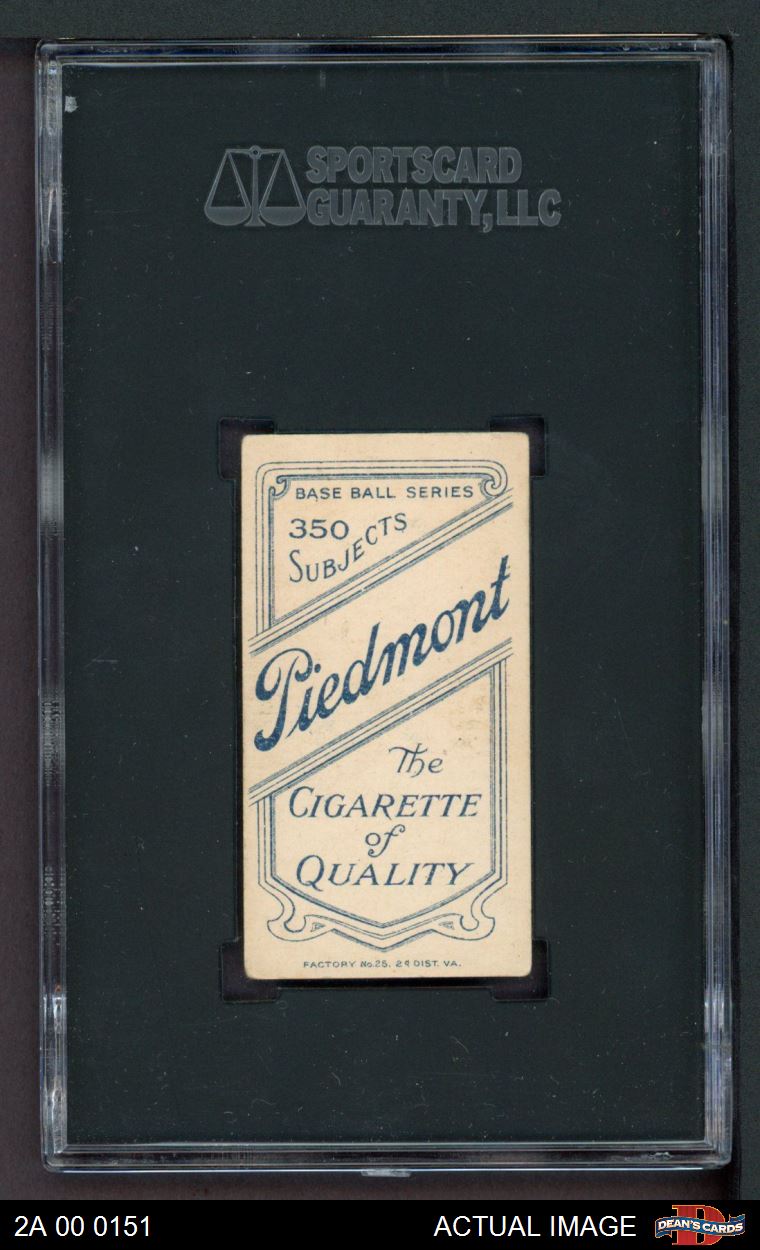 SPORTSCARD
GUARANTY, LLC
BASE BALL SERIES
350
SUBJECTS
Piedmont
The
CIGARETTE
of
QUALITY
FACTORY No. 25, 2d DIST. VA.
2A 00 0151
ACTUAL IMAGE
DEAN'S CARDS